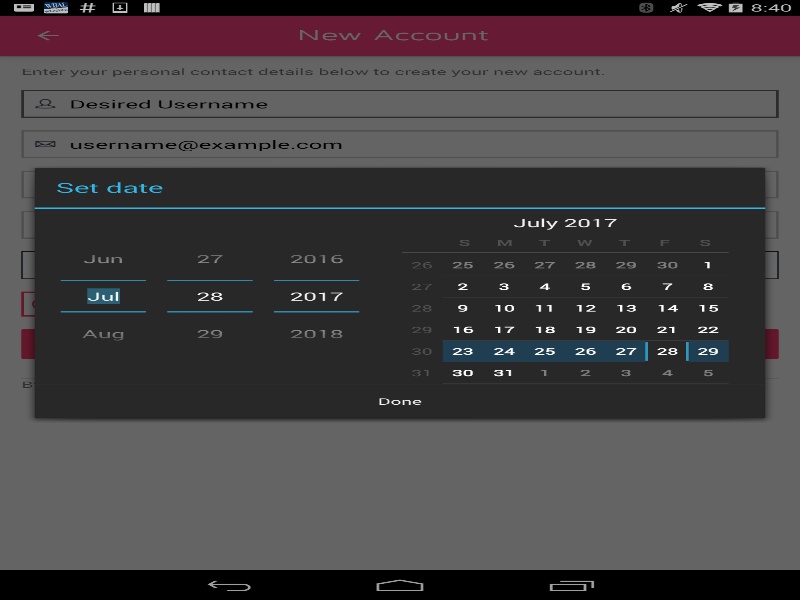 # 8:40
New Account
Enter your personal contact details below to create your new account.
Desired Username
username@example.com
Set date
July 2017
S M T W T F S
Jun 27 2016
26 25 26 27 28 29 30 1
27 2 3 4 5 6 7 8
Jul 28 2017
28 9 10 11 12 13 14 15
29 16 17 18 19 20 21 22
Aug 29 2018
30 23 24 25 26 27 28 29
31 30 31 1 2 3 4 5
Done